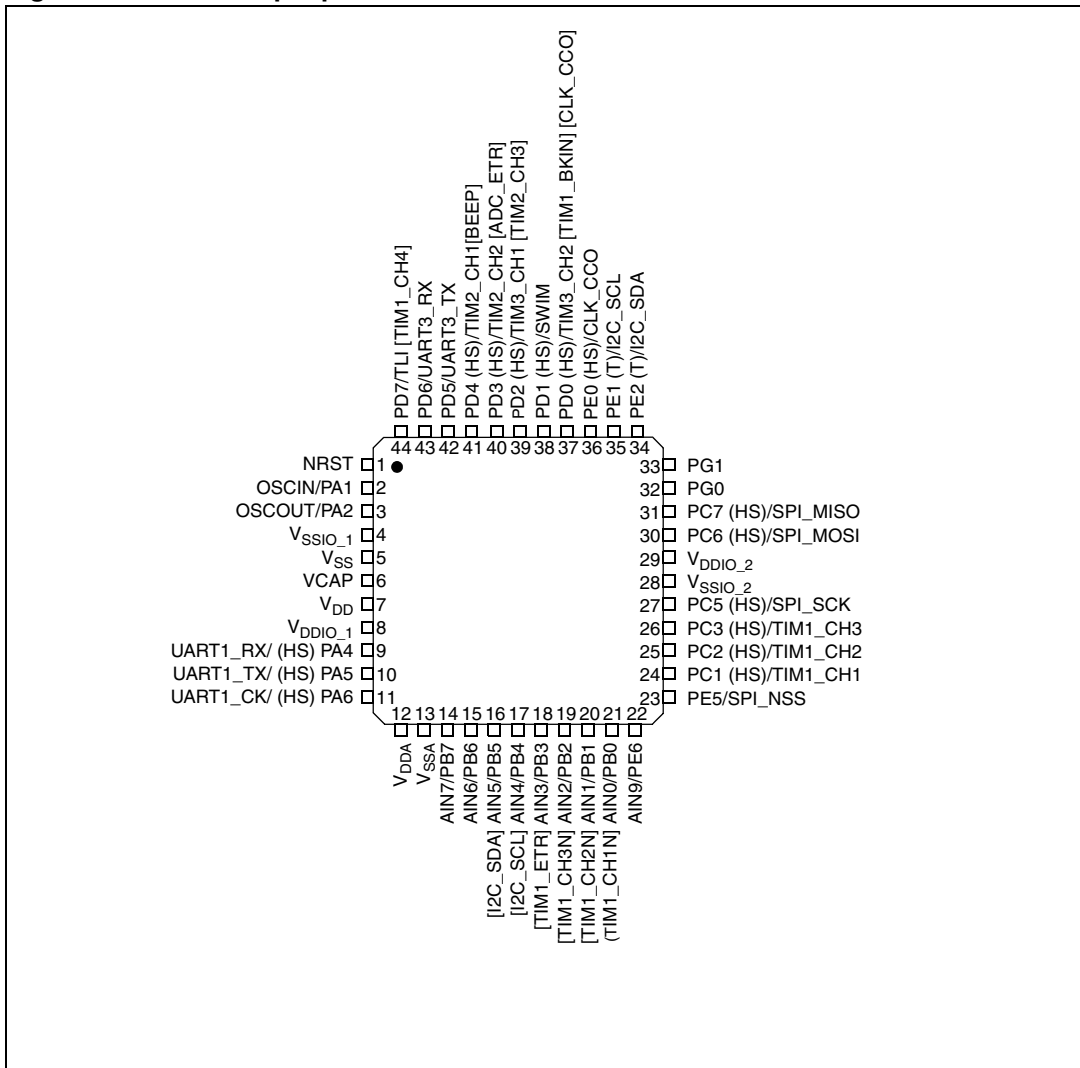 PD7/TLI [TIM1_CH4]
PD6/UART3_RX
PD5/UART3_TX
PD4 (HS)/TIM2_CH1[BEEP]
PD3 (HS)/TIM2_CH2 [ADC_ETR]
PD2 (HS)/TIM3_CH1 [TIM2_CH3]
PD1 (HS)/SWIM
PD0 (HS)/TIM3_CH2 [TIM1_BKIN] [CLK_CCO]
PE0 (HS)/CLK_CCO
PE1 (T)/I2C_SCL
PE2 (T)/I2C_SDA
44 43 42 41 40 39 38 37 36 35 34
NRST 1
OSCIN/PA1 2
OSCOUT/PA2 3
VSSIO_1 4
VSS 5
VCAP 6
VDD 7
VDDIO_1 8
UART1_RX/ (HS) PA4 9
UART1_TX/ (HS) PA5 10
UART1_CK/ (HS) PA6 11
33 PG1
32 PG0
31 PC7 (HS)/SPI_MISO
30 PC6 (HS)/SPI_MOSI
29 VDDIO_2
28 VSSIO_2
27 PC5 (HS)/SPI_SCK
26 PC3 (HS)/TIM1_CH3
25 PC2 (HS)/TIM1_CH2
24 PC1 (HS)/TIM1_CH1
23 PE5/SPI_NSS
12 13 14 15 16 17 18 19 20 21 22
VDDA
VSSA
AIN7/PB7
AIN6/PB6
[I2C_SDA] AIN5/PB5
[I2C_SCL] AIN4/PB4
[TIM1_ETR] AIN3/PB3
[TIM1_CH3N] AIN2/PB2
[TIM1_CH2N] AIN1/PB1
(TIM1_CH1N] AIN0/PB0
AIN9/PE6